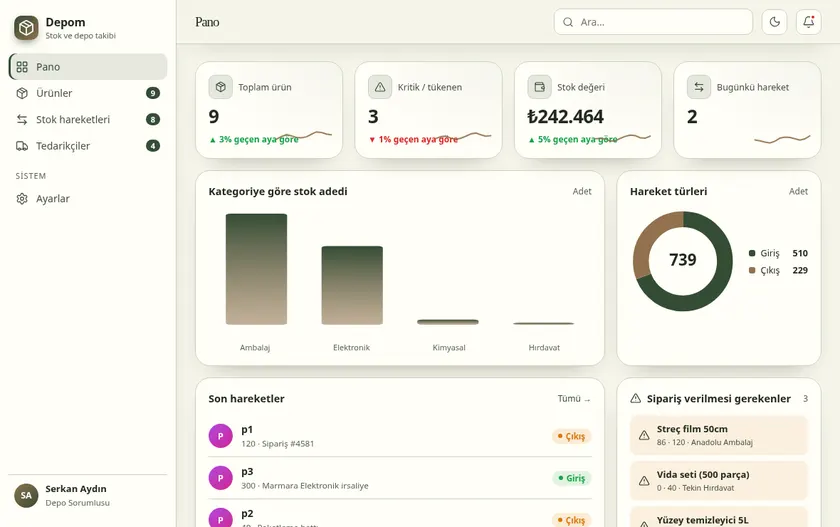 Depom
Stok ve depo takibi
Pano
Ürünler 9
Stok hareketleri 8
Tedarikçiler 4
SİSTEM
Ayarlar
SA
Serkan Aydın
Depo Sorumlusu
Pano
Ara...
Toplam ürün
9
▲ 3% geçen aya göre
Kritik / tükenen
3
▼ 1% geçen aya göre
Stok değeri
₺242.464
▲ 5% geçen aya göre
Bugünkü hareket
2
Kategoriye göre stok adedi Adet
Ambalaj Elektronik Kimyasal Hırdavat
Hareket türleri Adet
739
Giriş 510
Çıkış 229
Son hareketler Tümü →
P
p1
120 · Sipariş #4581
Çıkış
P
p3
300 · Marmara Elektronik irsaliye
Giriş
P
p2
Çıkış
Sipariş verilmesi gerekenler 3
Streç film 50cm
86 · 120 · Anadolu Ambalaj
Vida seti (500 parça)
0 · 40 · Tekin Hırdavat
Yüzey temizleyici 5L